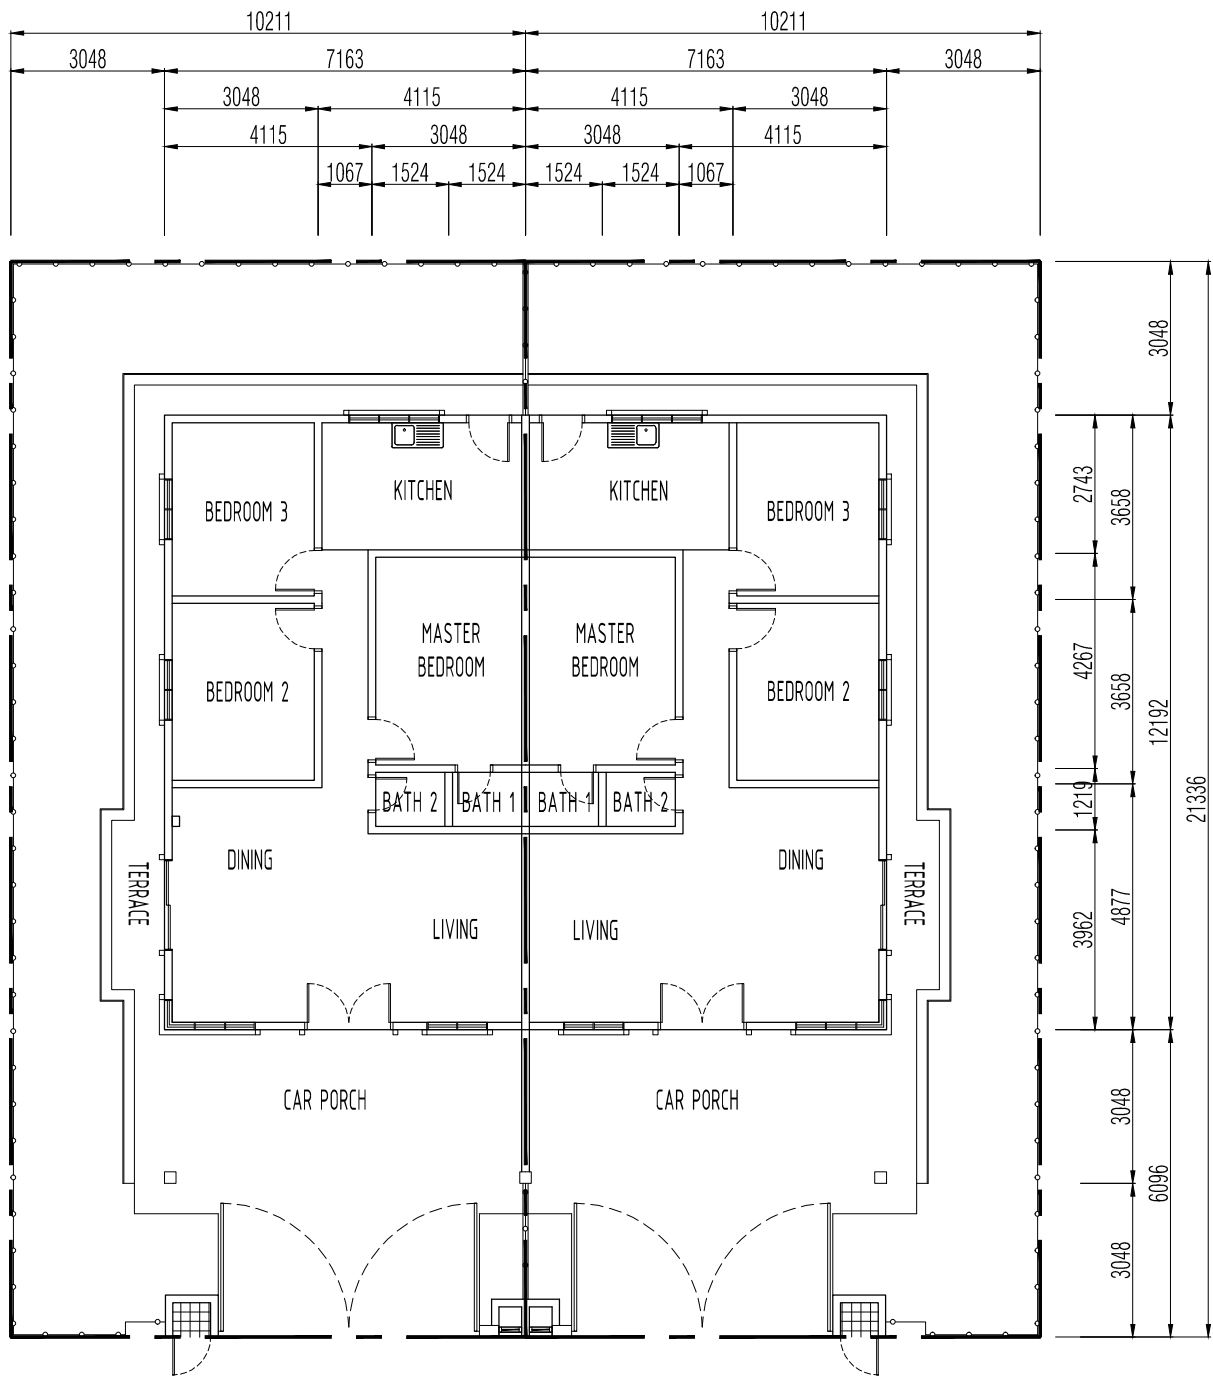 10211 10211
3048 7163 7163 3048
3048 4115 4115 3048
4115 3048 3048 4115
1067 1524 1524 1524 1524 1067
3048
2743
3658
BEDROOM 3 KITCHEN KITCHEN BEDROOM 3
MASTER BEDROOM MASTER BEDROOM
BEDROOM 2 BEDROOM 2
4267
3658
12192
21336
BATH 2 BATH 1 BATH 1 BATH 2
1219
DINING DINING
TERRACE TERRACE
LIVING LIVING
3962
4877
CAR PORCH CAR PORCH
3048
6096
3048